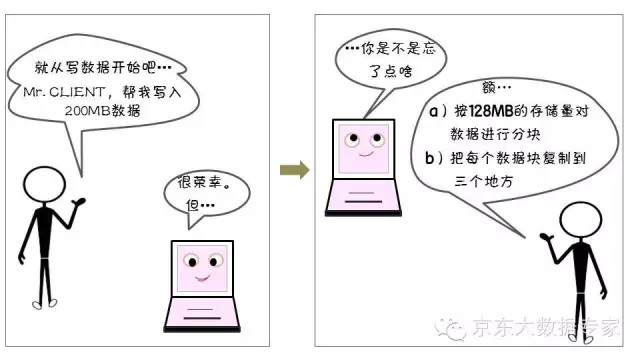 就从写数据开始吧…
Mr. CLIENT，帮我写入
200MB数据
很荣幸。
但…
…你是不是忘
了点啥
额…
a）按128MB的存储量对
数据进行分块
b）把每个数据块复制到
三个地方
京东大数据专家